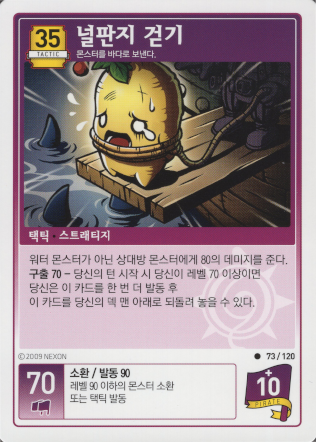 35
TACTIC
널판지 걷기
몬스터를 바다로 보낸다.
택틱 · 스트래티지
워터 몬스터가 아닌 상대방 몬스터에게 80의 데미지를 준다.
구출 70 – 당신의 턴 시작 시 당신이 레벨 70 이상이면
당신은 이 카드를 한 번 더 발동 후
이 카드를 당신의 덱 맨 아래로 되돌려 놓을 수 있다.
ⓒ2009 NEXON
● 73 / 120
70
소환 / 발동 90
레벨 90 이하의 몬스터 소환
또는 택틱 발동
+
10
PIRATE